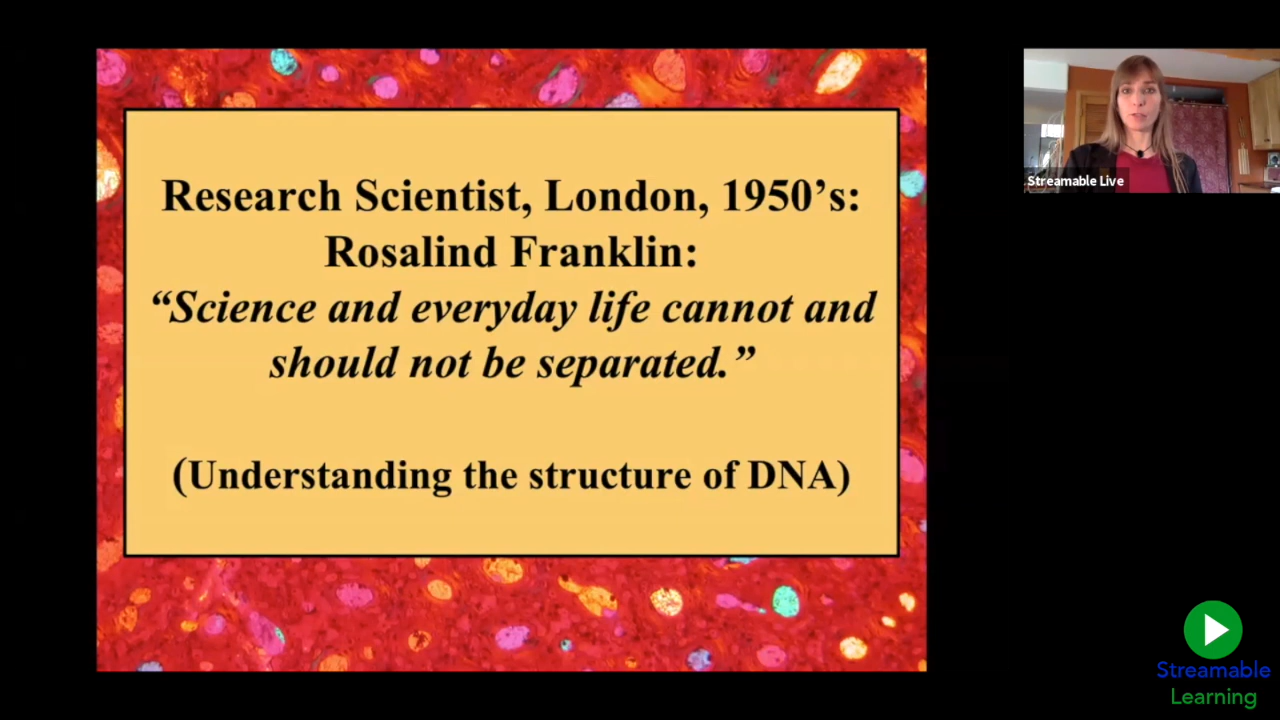 Research Scientist, London, 1950’s:
Rosalind Franklin:
“Science and everyday life cannot and
should not be separated.”
(Understanding the structure of DNA)
Streamable Live
Streamable
Learning